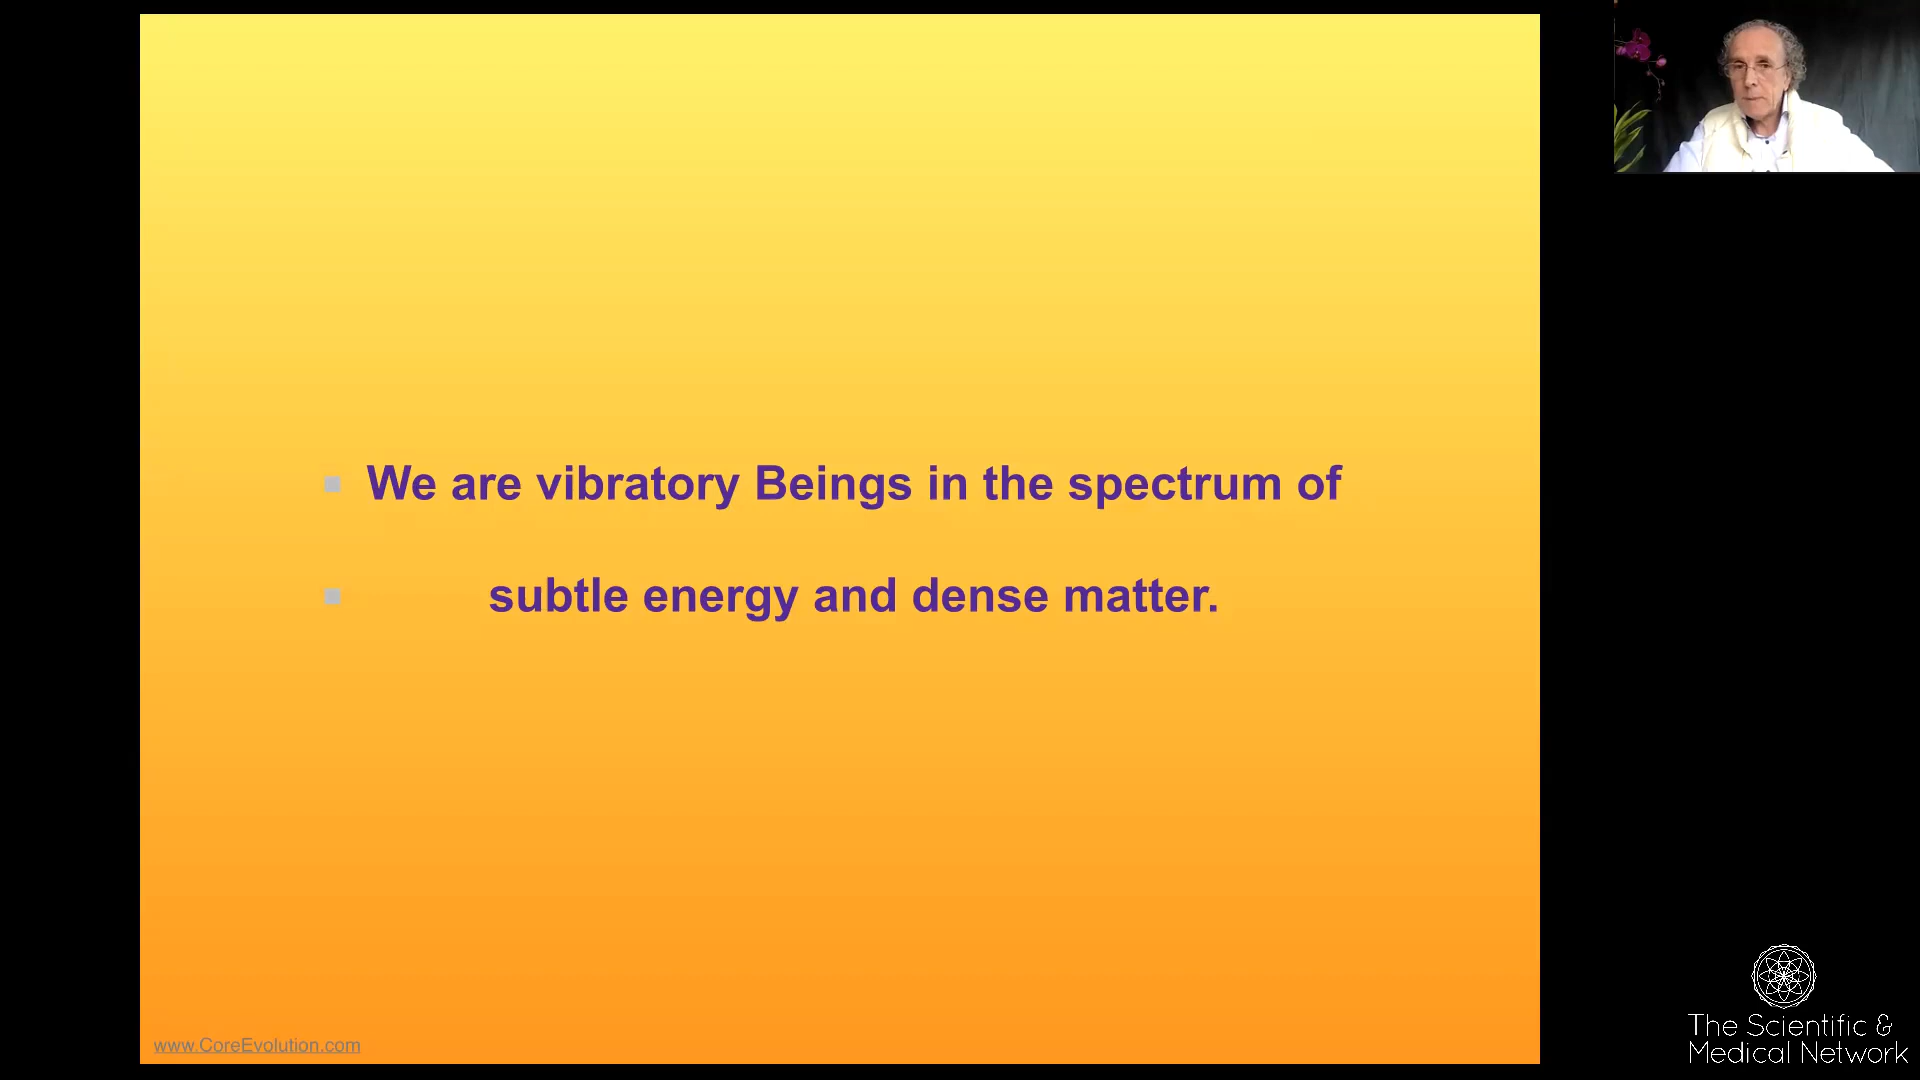 We are vibratory Beings in the spectrum of
subtle energy and dense matter.
www.CoreEvolution.com
The Scientific &
Medical Network